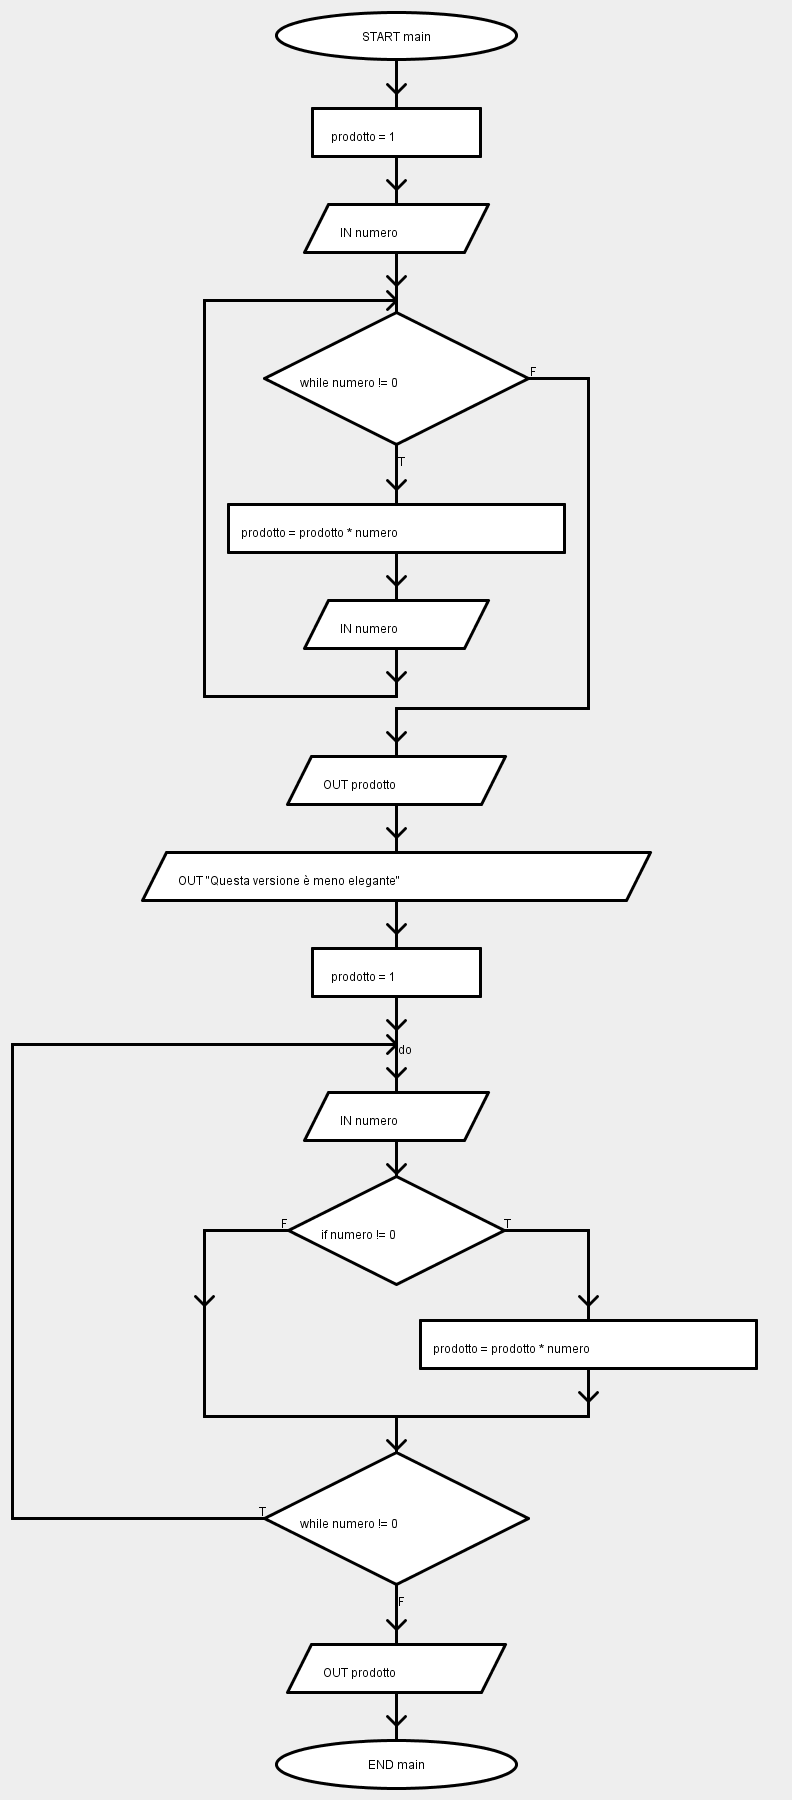 START main
prodotto = 1
IN numero
while numero != 0
F
T
prodotto = prodotto * numero
IN numero
OUT prodotto
OUT "Questa versione è meno elegante"
prodotto = 1
do
IN numero
F
T
if numero != 0
prodotto = prodotto * numero
T
while numero != 0
F
OUT prodotto
END main